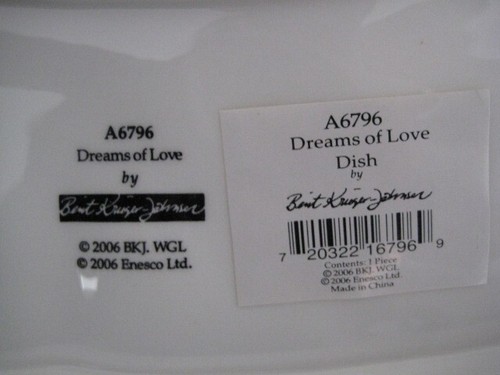 A6796
Dreams of Love
by
© 2006 BKJ. WGL
© 2006 Enesco Ltd.
A6796
Dreams of Love
Dish
by
7 20322 16796 9
Contents: 1 Piece
© 2006 BKJ. WGL
© 2006 Enesco Ltd.
Made in China